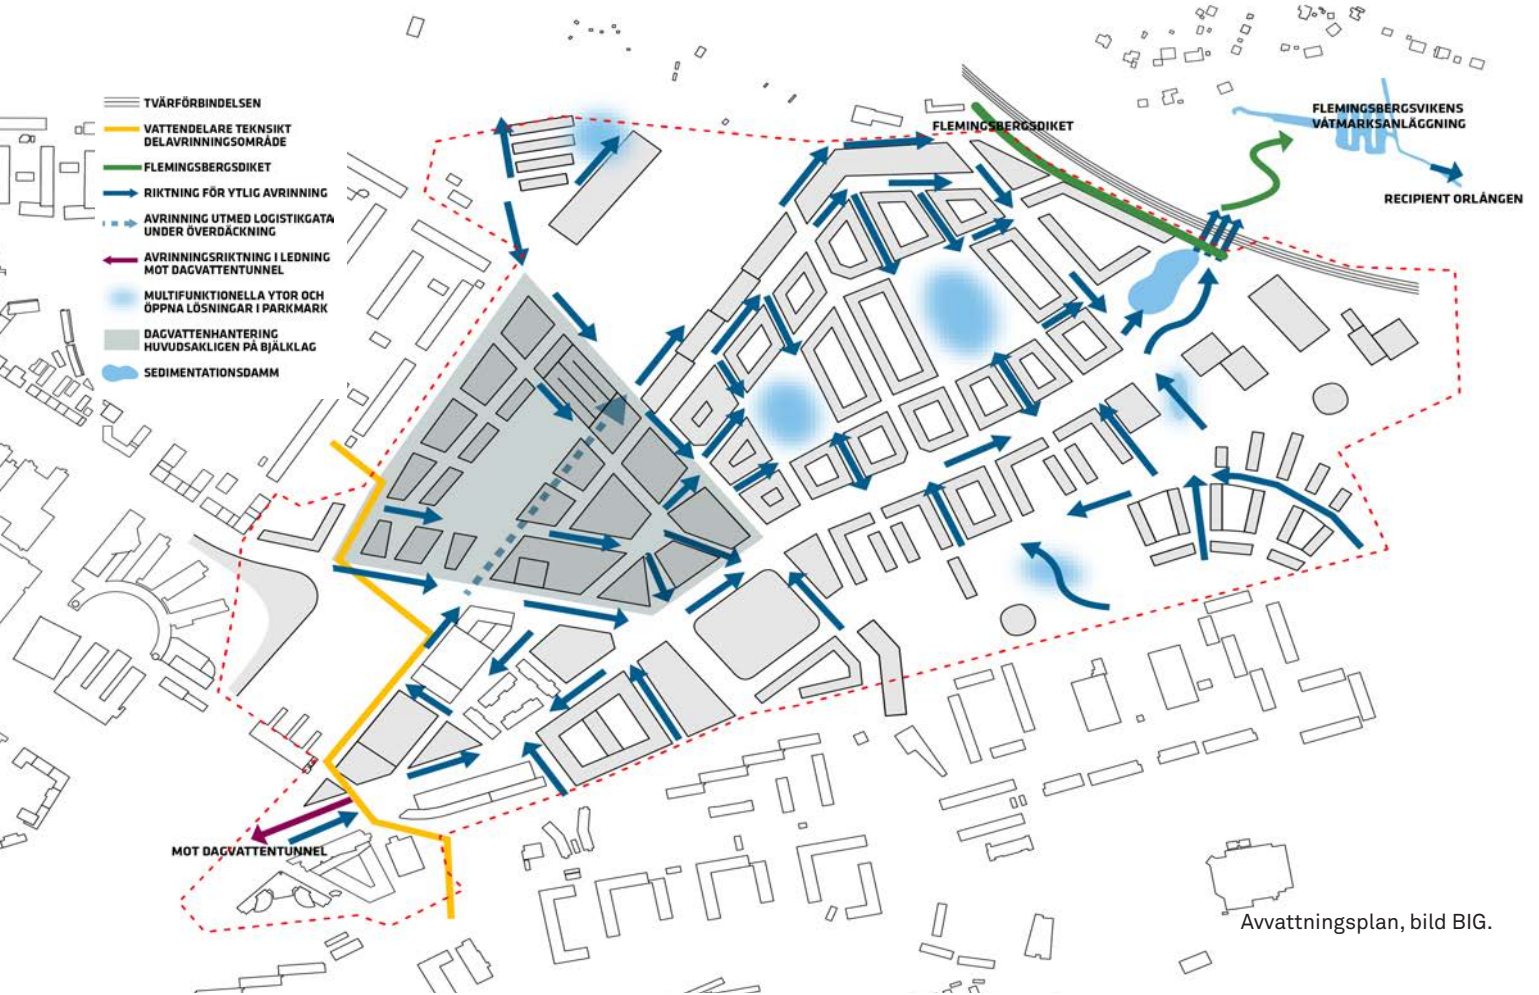 TVÄRFÖRBINDELSEN
VATTENDELARE TEKNSIKT
DELAVRINNINGSOMRÅDE
FLEMINGSBERGSDIKET
RIKTNING FÖR YTLIG AVRINNING
AVRINNING UTMED LOGISTIKGATA
UNDER ÖVERDÄCKNING
AVRINNINGSRIKTNING I LEDNING
MOT DAGVATTENTUNNEL
MULTIFUNKTIONELLA YTOR OCH
ÖPPNA LÖSNINGAR I PARKMARK
DAGVATTENHANTERING
HUVUDSAKLIGEN PÅ BJÄLKLAG
SEDIMENTATIONSDAMM
FLEMINGSBERGSDIKET
FLEMINGSBERGSVIKENS
VÅTMARKSANLÄGGNING
RECIPIENT ORLÅNGEN
MOT DAGVATTENTUNNEL
Avvattningsplan, bild BIG.